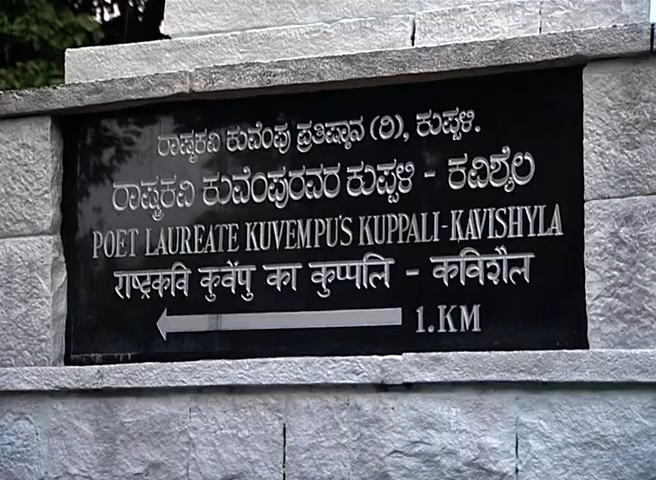 ರಾಷ್ಟ್ರಕವಿ ಕುವೆಂಪು ಪ್ರತಿಷ್ಠಾನ (ರಿ), ಕುಪ್ಪಳಿ.
ರಾಷ್ಟ್ರಕವಿ ಕುವೆಂಪುರವರ ಕುಪ್ಪಳಿ - ಕವಿಶೈಲ
POET LAUREATE KUVEMPU'S KUPPALI-KAVISHYLA
राष्ट्रकवि कुवेंपु का कुप्पलि - कविशैल
1.KM